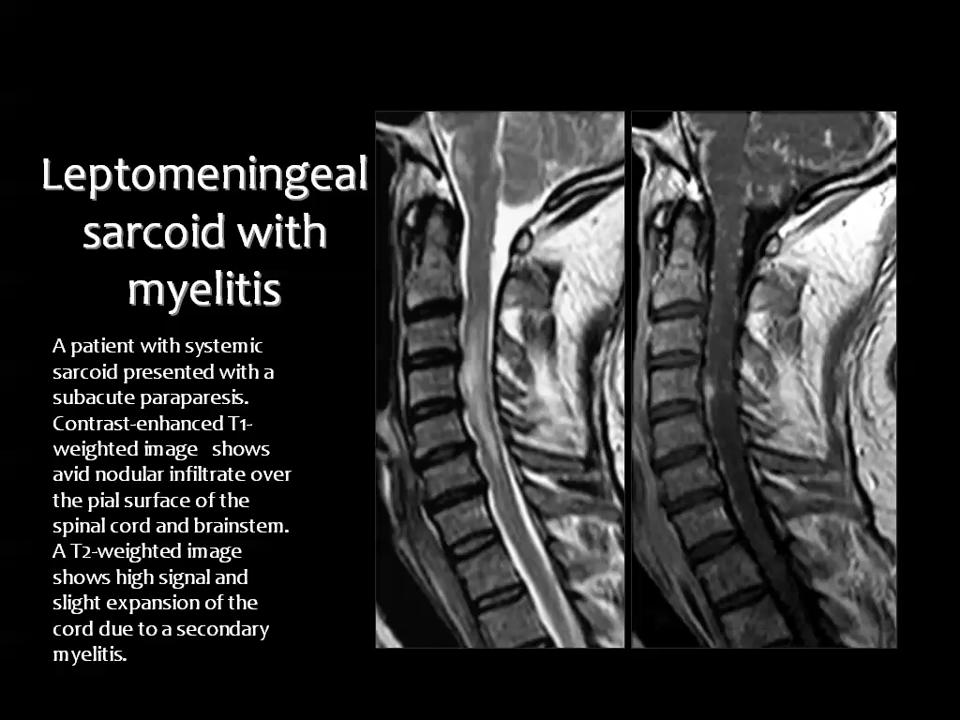 Leptomeningeal
sarcoid with
myelitis
A patient with systemic
sarcoid presented with a
subacute paraparesis.
Contrast-enhanced T1-
weighted image shows
avid nodular infiltrate over
the pial surface of the
spinal cord and brainstem.
A T2-weighted image
shows high signal and
slight expansion of the
cord due to a secondary
myelitis.